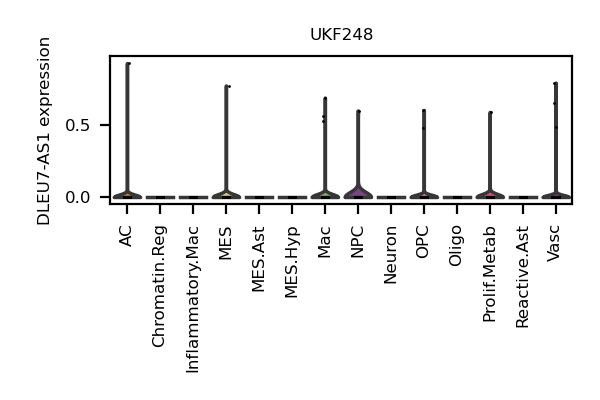 UKF248
DLEU7-AS1 expression
0.5
0.0
AC
Chromatin.Reg
Inflammatory.Mac
MES
MES.Ast
MES.Hyp
Mac
NPC
Neuron
OPC
Oligo
Prolif.Metab
Reactive.Ast
Vasc